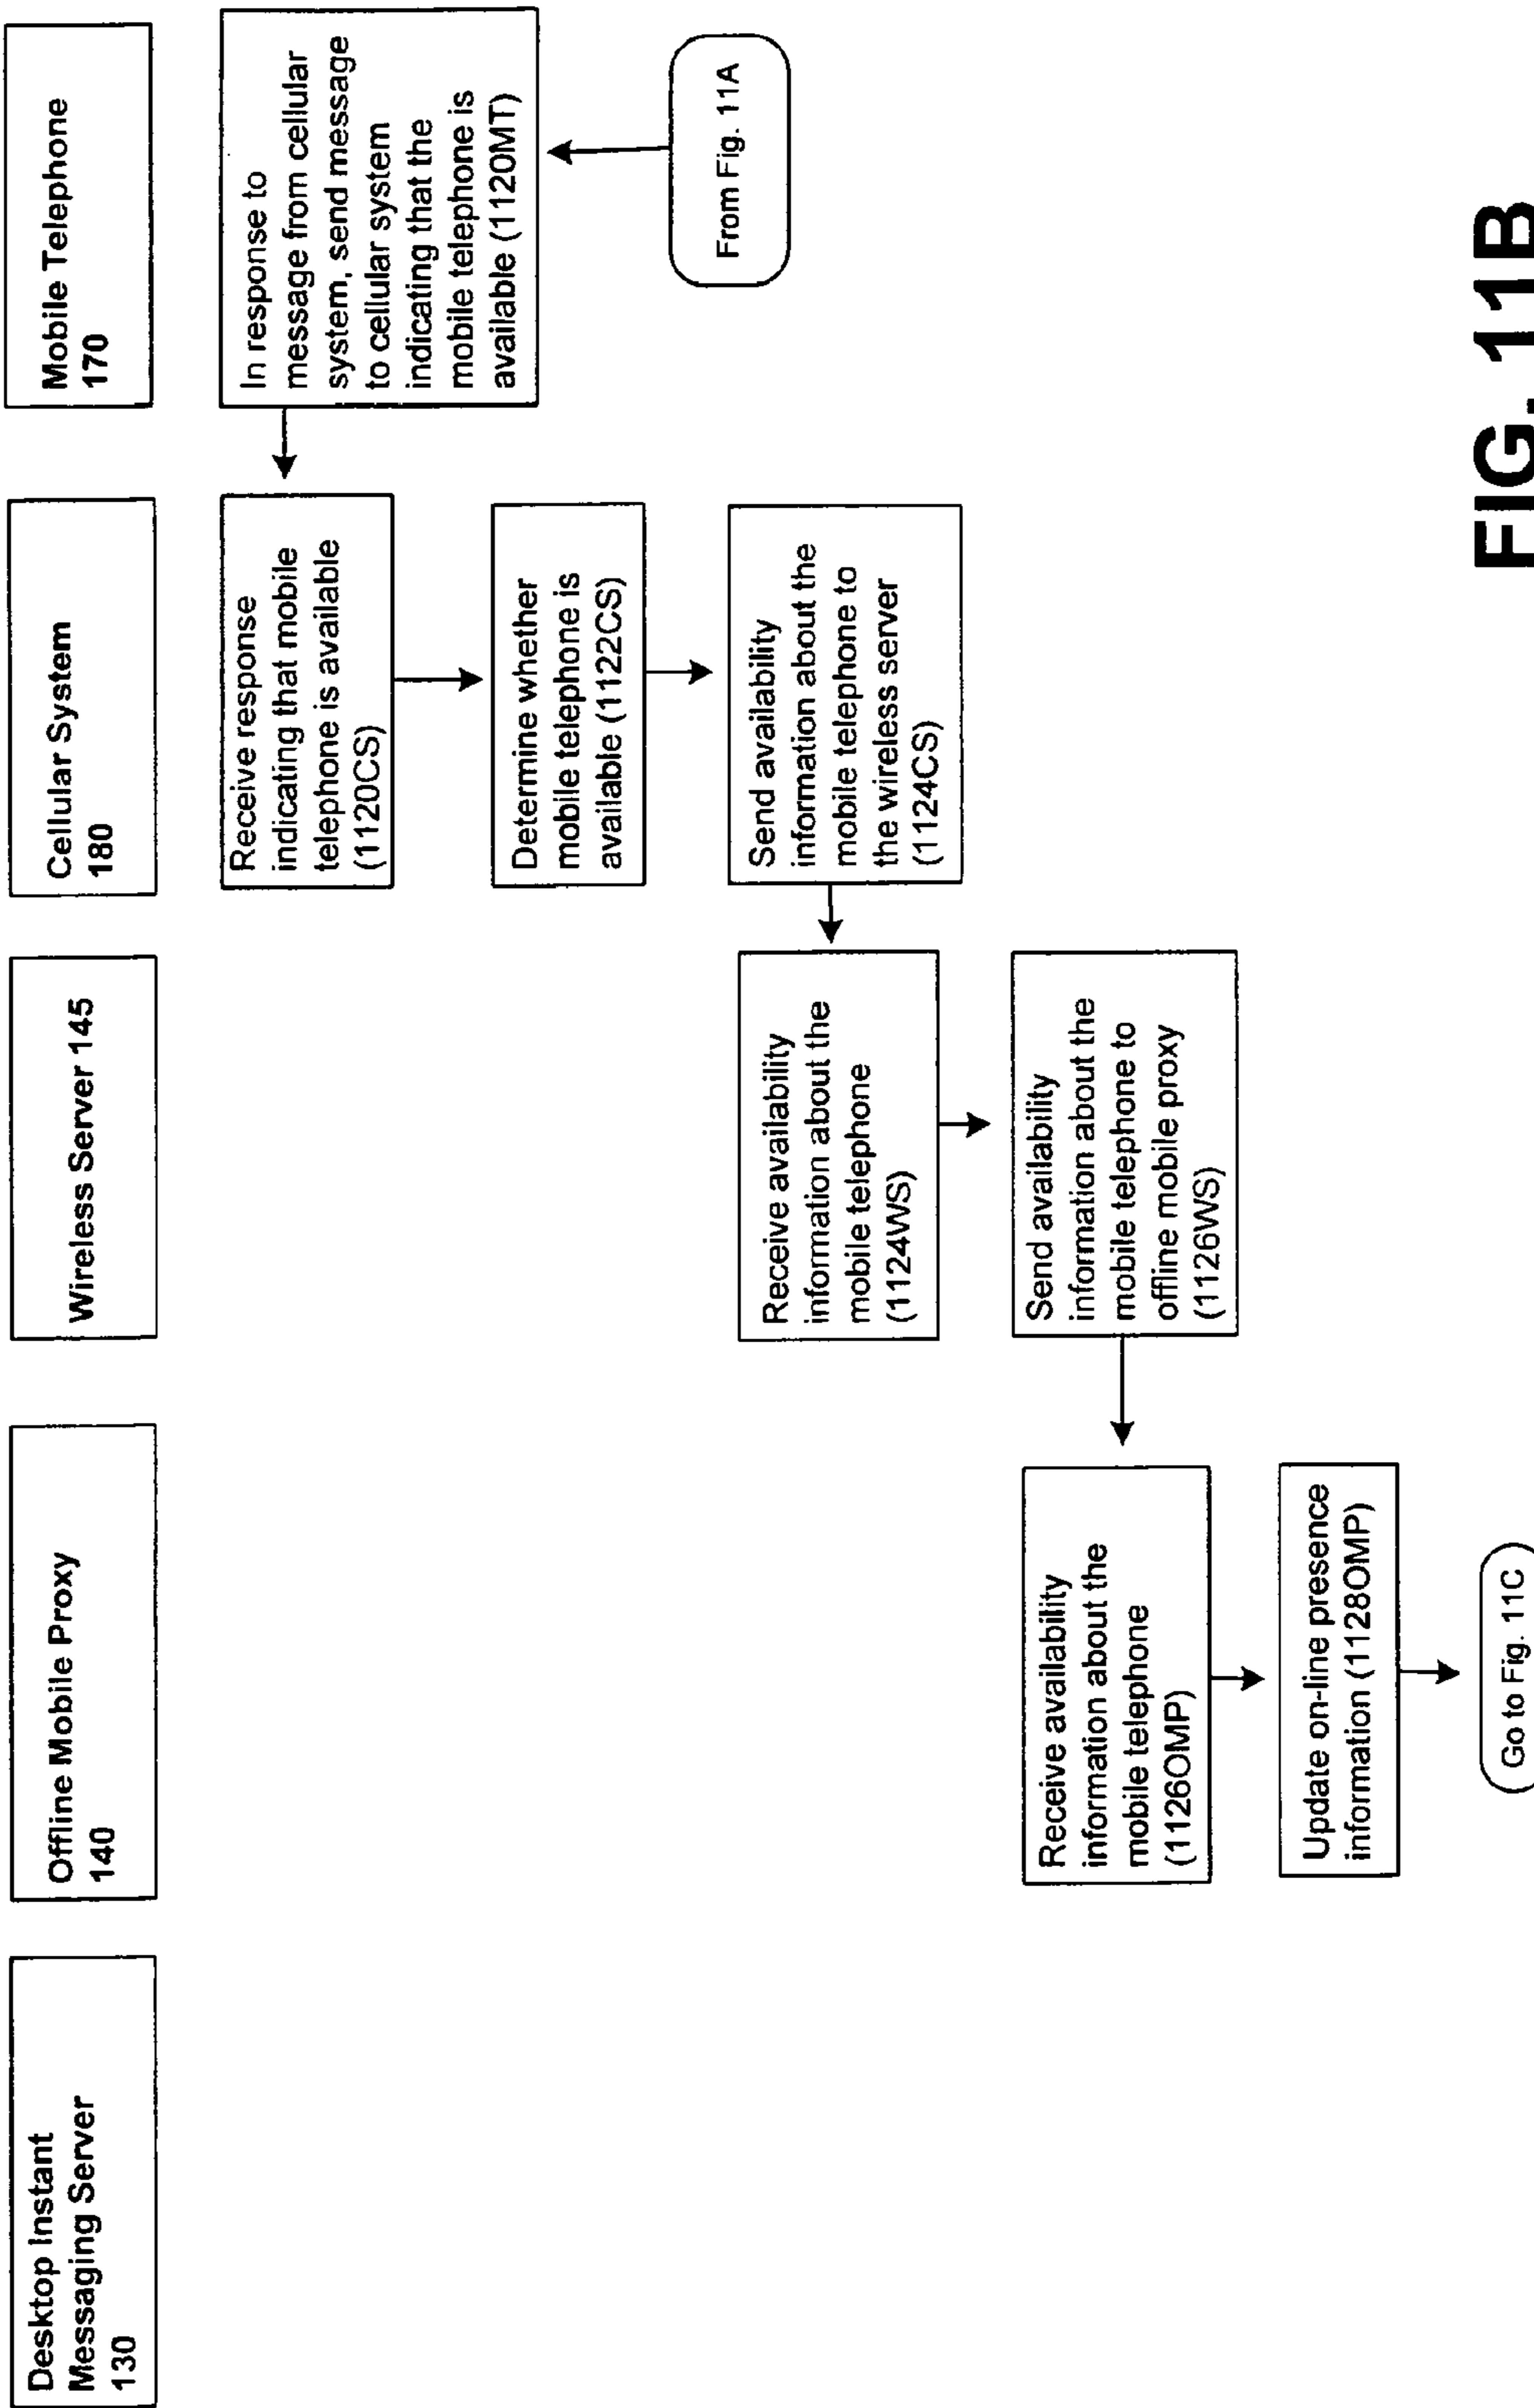 Desktop Instant
Messaging Server
130
Offline Mobile Proxy
140
Wireless Server 145
Cellular System
180
Mobile Telephone
170
In response to
message from cellular
system, send message
to cellular system
indicating that the
mobile telephone is
available (1120MT)
From Fig. 11A
Receive response
indicating that mobile
telephone is available
(1120CS)
Determine whether
mobile telephone is
available (1122CS)
Send availability
information about the
mobile telephone to
the wireless server
(1124CS)
Receive availability
information about the
mobile telephone
(1124WS)
Send availability
information about the
mobile telephone to
offline mobile proxy
(1126WS)
Receive availability
information about the
mobile telephone
(1126OMP)
Update on-line presence
information (1128OMP)
Go to Fig. 11C
FIG. 11B